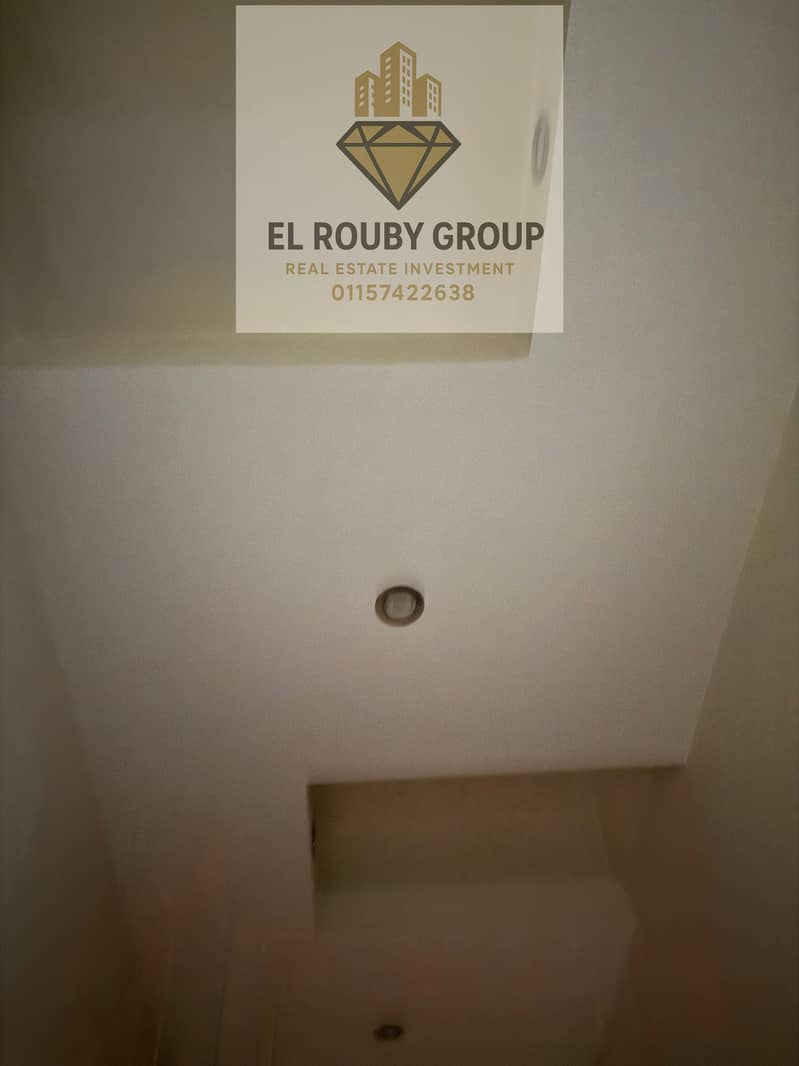 EL ROUBY GROUP
REAL ESTATE INVESTMENT
01157422638